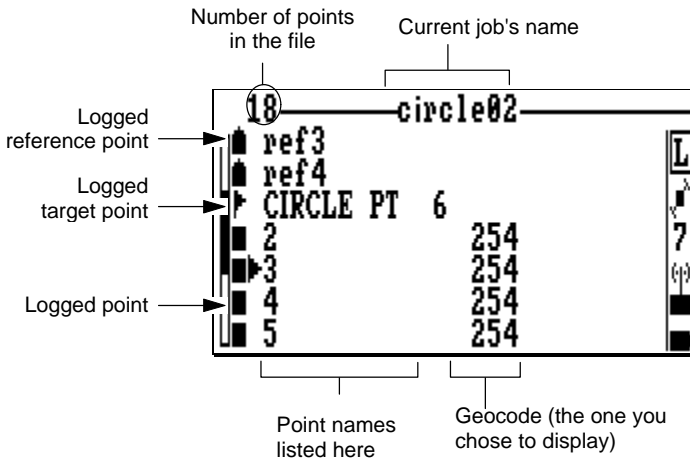 Number of points
in the file
Current job's name
18 circle02
Logged
reference point
ref3
L
ref4
Logged
target point
CIRCLE PT 6
2 254
7
3 254
Logged point
4 254
5 254
Point names
listed here
Geocode (the one you
chose to display)